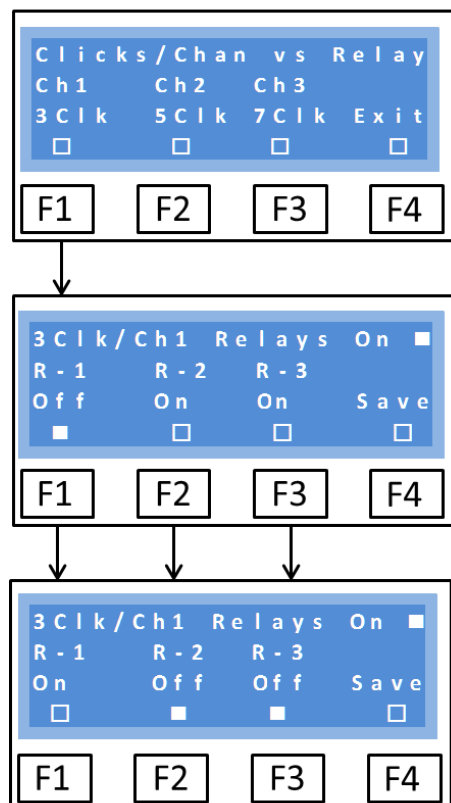 Clicks/Chan vs Relay
Ch1 Ch2 Ch3
3Clk 5Clk 7Clk Exit
F1 F2 F3 F4
3Clk/Ch1 Relays On
R-1 R-2 R-3
Off On On Save
F1 F2 F3 F4
3Clk/Ch1 Relays On
R-1 R-2 R-3
On Off Off Save
F1 F2 F3 F4